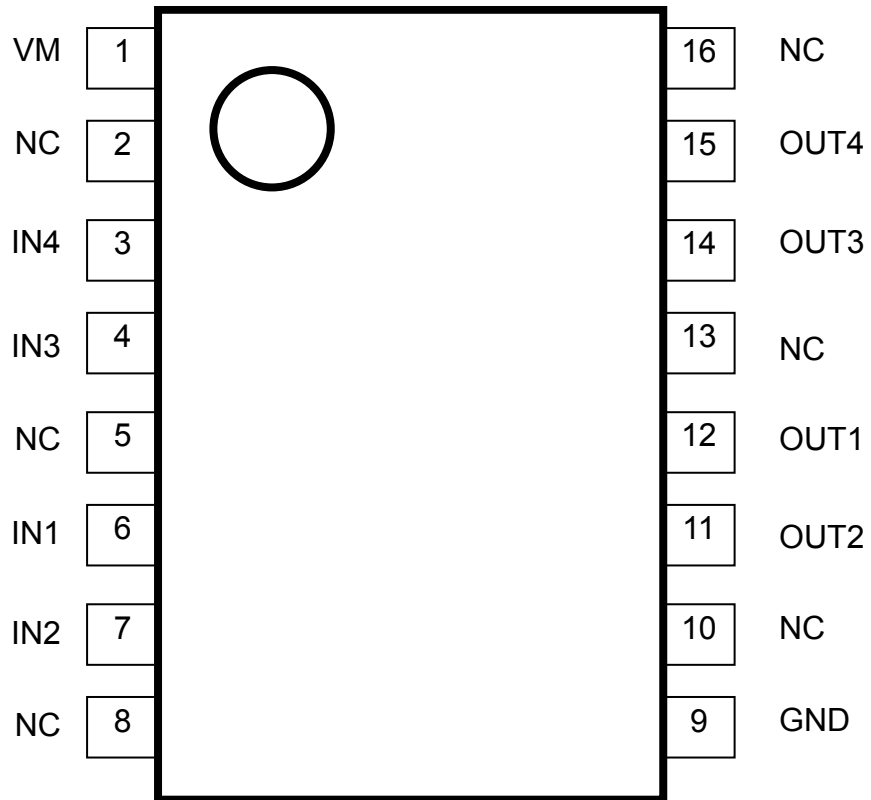 VM 1 16 NC
NC 2 15 OUT4
IN4 3 14 OUT3
IN3 4 13 NC
NC 5 12 OUT1
IN1 6 11 OUT2
IN2 7 10 NC
NC 8 9 GND